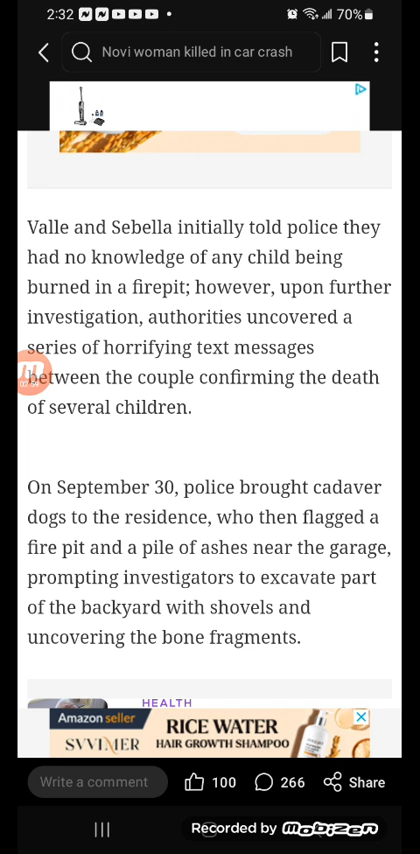 2:32
70%
Novi woman killed in car crash
Valle and Sebella initially told police they
had no knowledge of any child being
burned in a firepit; however, upon further
investigation, authorities uncovered a
series of horrifying text messages
between the couple confirming the death
of several children.
On September 30, police brought cadaver
dogs to the residence, who then flagged a
fire pit and a pile of ashes near the garage,
prompting investigators to excavate part
of the backyard with shovels and
uncovering the bone fragments.
HEALTH
Amazon seller
SVVIMER
RICE WATER
HAIR GROWTH SHAMPOO
Write a comment
100
266
Share
Recorded by mobizen